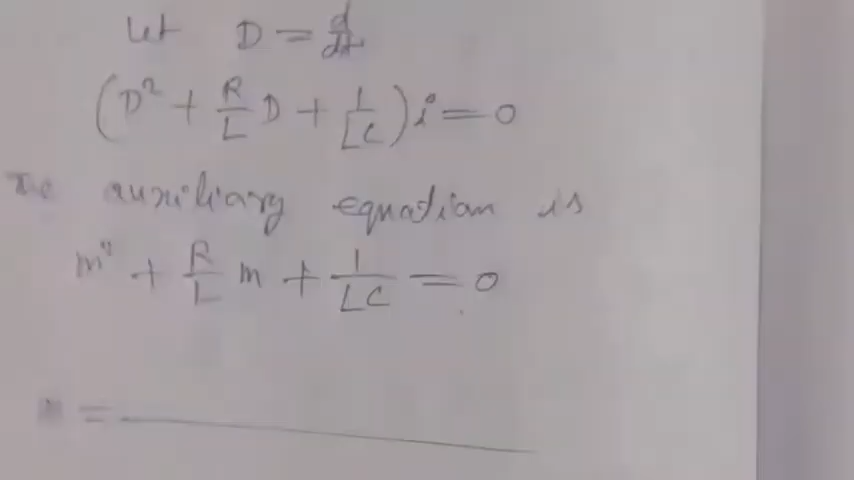 Let D = d/dt
(D² + R/L D + 1/LC) i = 0
The auxiliary equation is
m² + R/L m + 1/LC = 0
m =